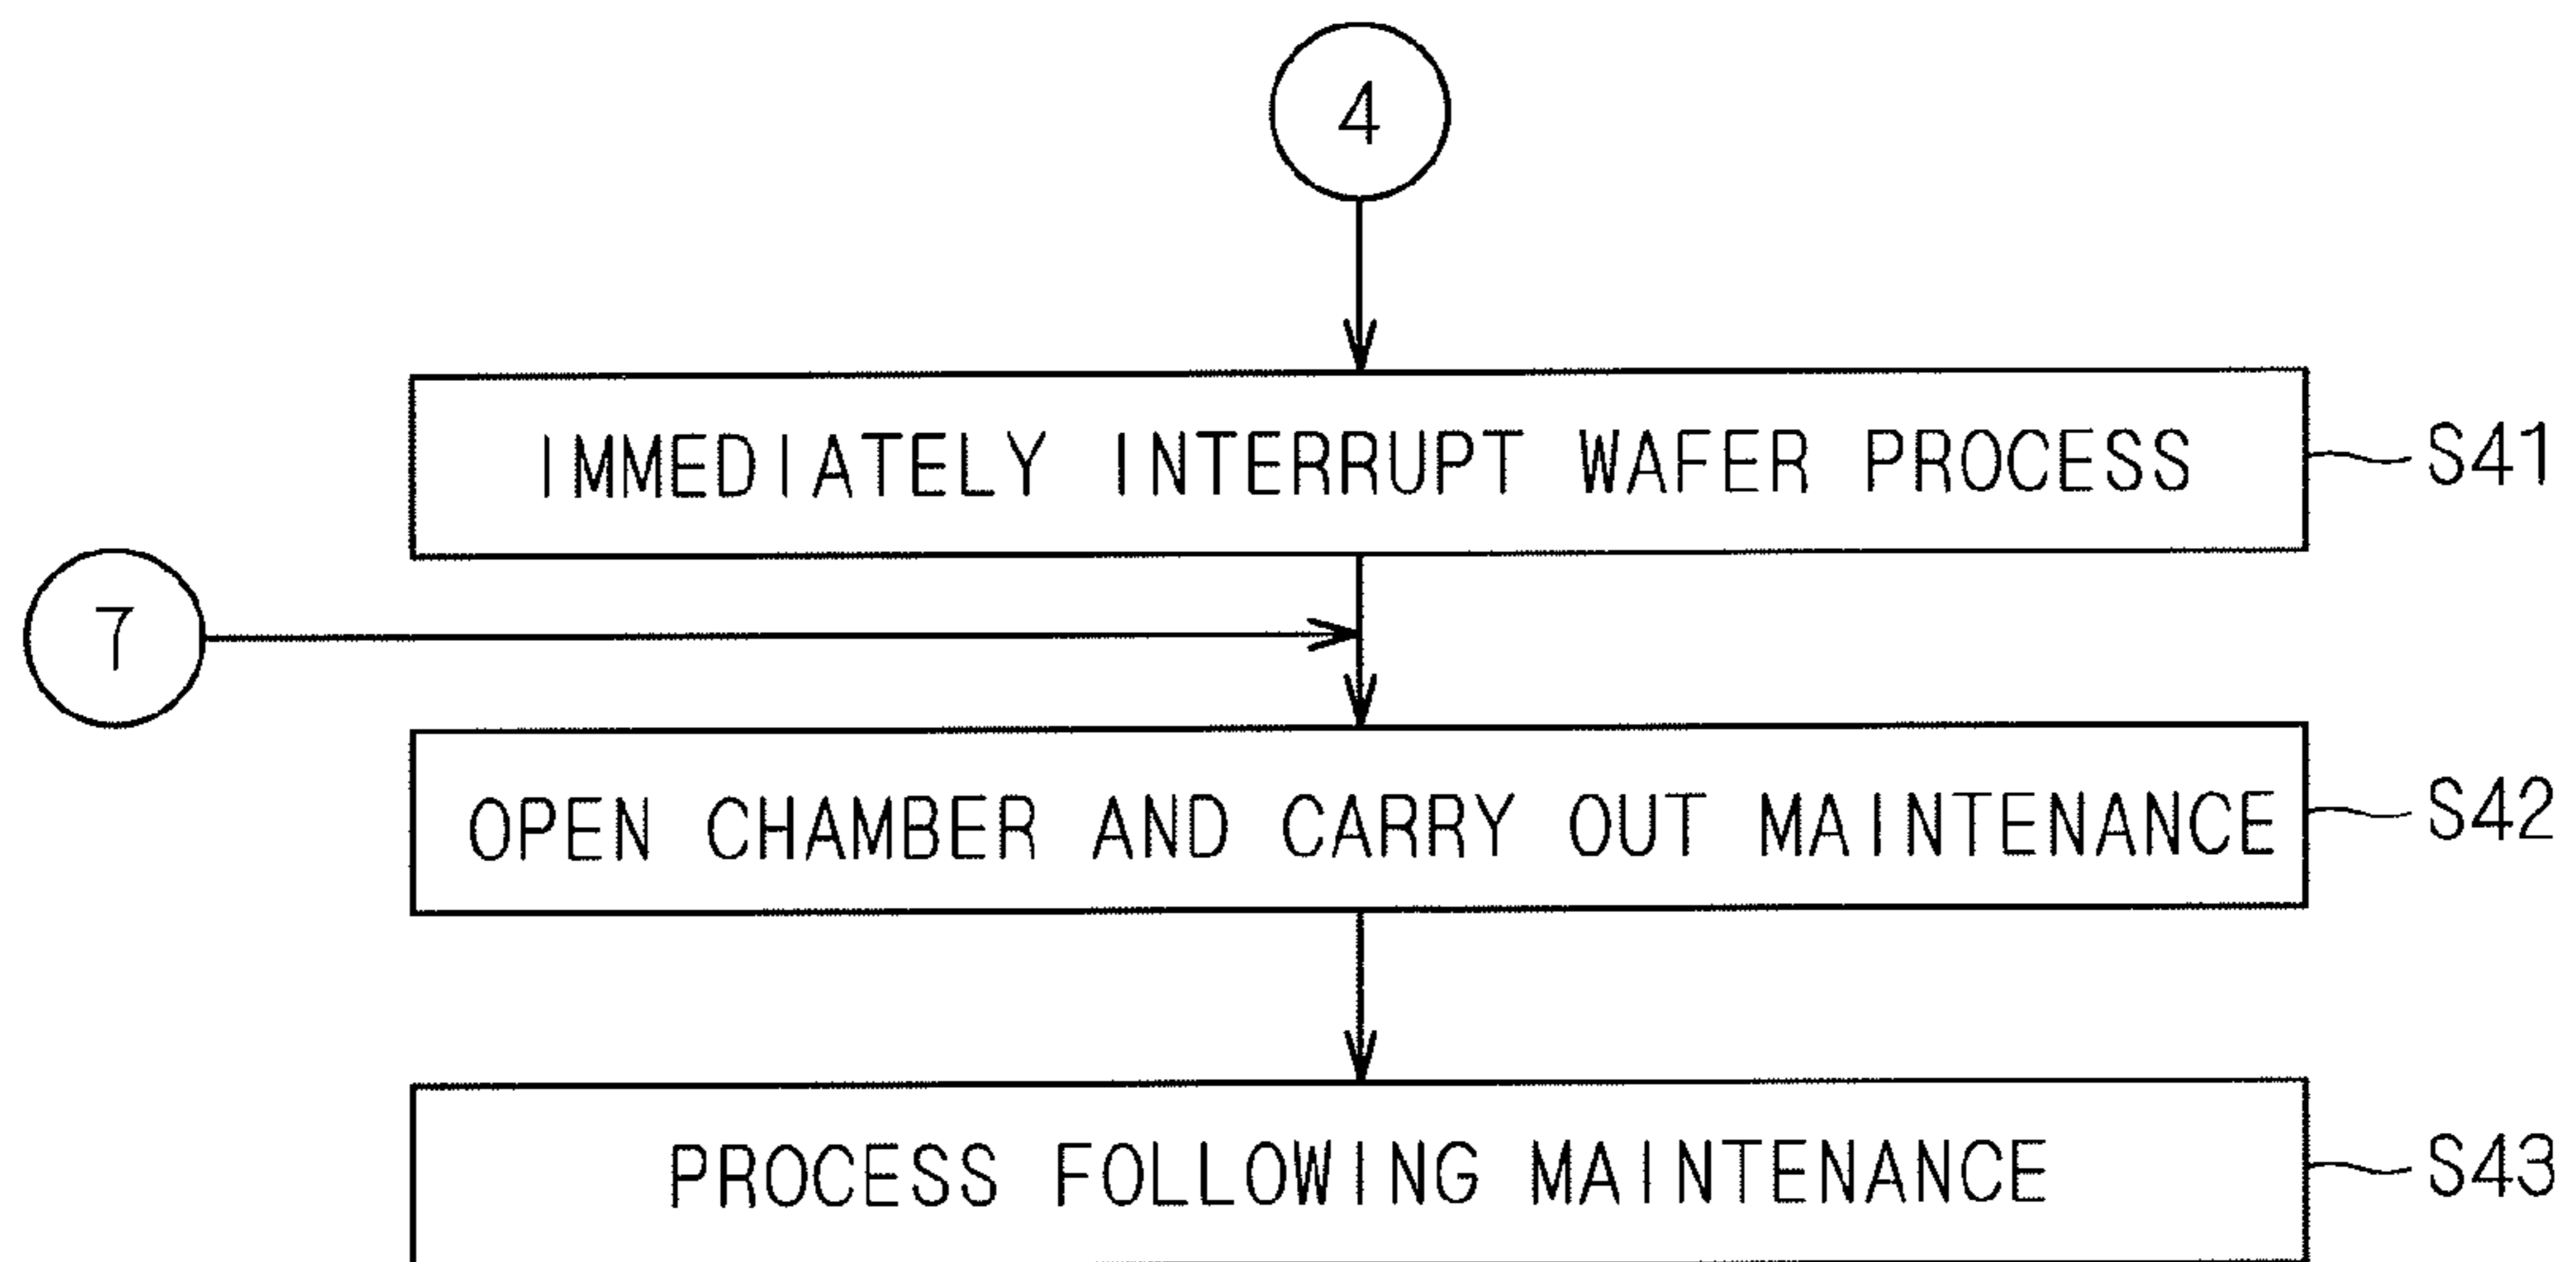 4
IMMEDIATELY INTERRUPT WAFER PROCESS S41
7
OPEN CHAMBER AND CARRY OUT MAINTENANCE S42
PROCESS FOLLOWING MAINTENANCE S43